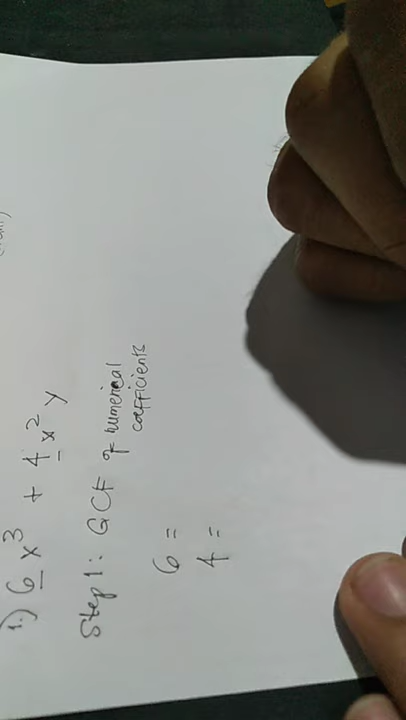 1.) 6x³ + 4x²y
Step 1: GCF of numerical
coefficients
6 =
4 =